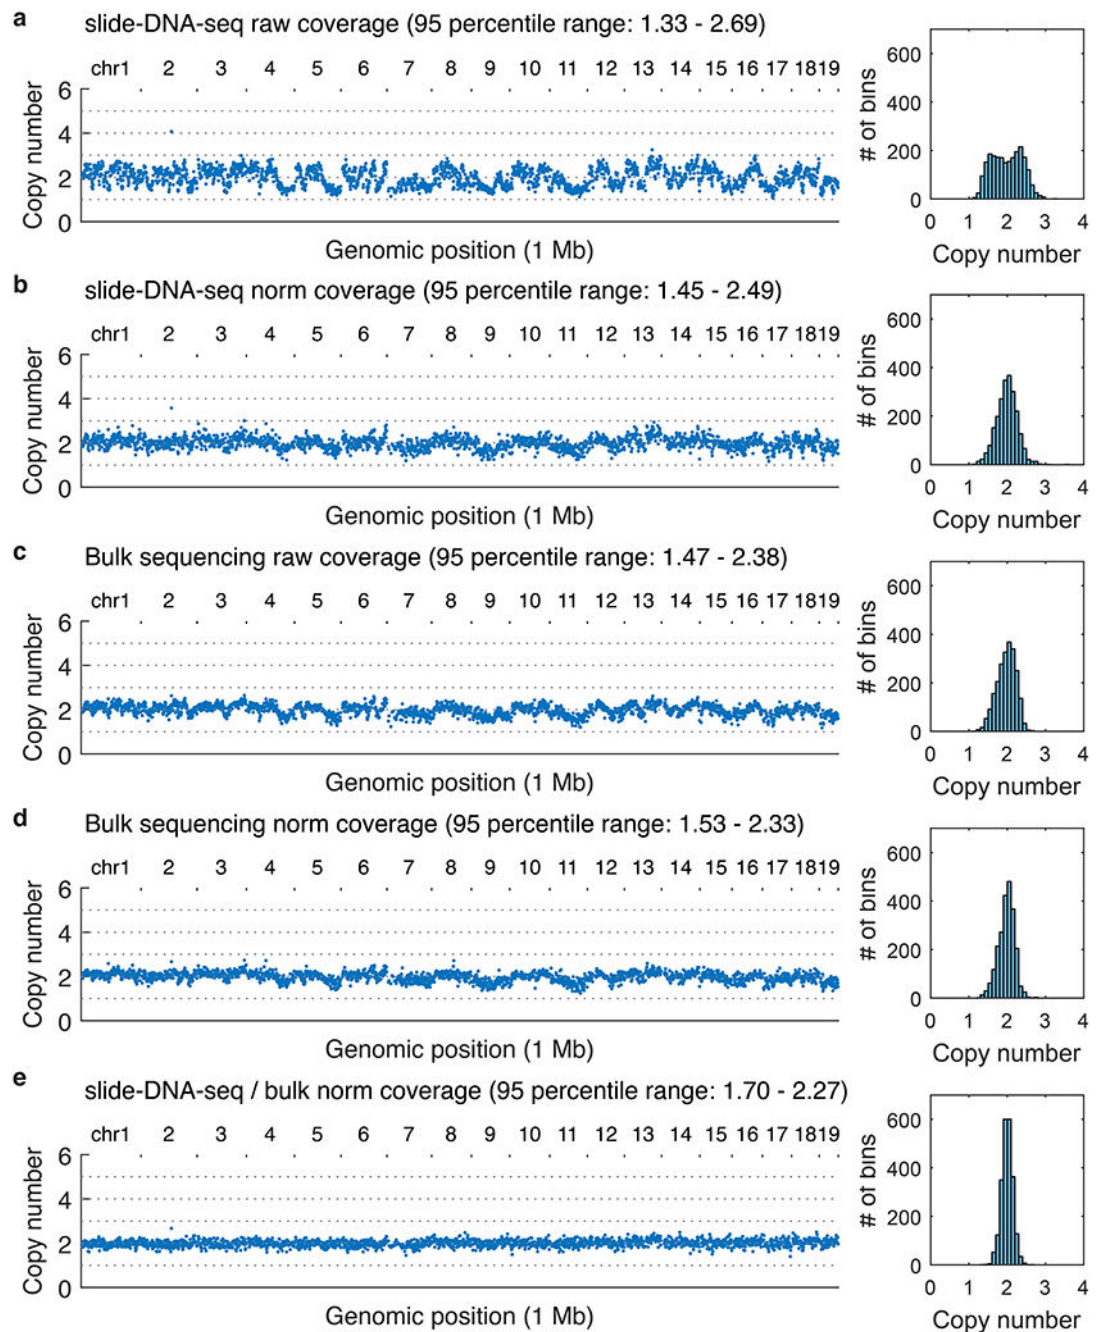 a slide-DNA-seq raw coverage (95 percentile range: 1.33 - 2.69)
chr1 2 3 4 5 6 7 8 9 10 11 12 13 14 15 16 17 18 19
6
4
2
0
Copy number
Genomic position (1 Mb)
600
400
200
0
# of bins
0 1 2 3 4
Copy number
b slide-DNA-seq norm coverage (95 percentile range: 1.45 - 2.49)
chr1 2 3 4 5 6 7 8 9 10 11 12 13 14 15 16 17 18 19
6
4
2
0
Copy number
Genomic position (1 Mb)
600
400
200
0
# of bins
0 1 2 3 4
Copy number
c Bulk sequencing raw coverage (95 percentile range: 1.47 - 2.38)
chr1 2 3 4 5 6 7 8 9 10 11 12 13 14 15 16 17 18 19
6
4
2
0
Copy number
Genomic position (1 Mb)
600
400
200
0
# of bins
0 1 2 3 4
Copy number
d Bulk sequencing norm coverage (95 percentile range: 1.53 - 2.33)
chr1 2 3 4 5 6 7 8 9 10 11 12 13 14 15 16 17 18 19
6
4
2
0
Copy number
Genomic position (1 Mb)
600
400
200
0
# of bins
0 1 2 3 4
Copy number
e slide-DNA-seq / bulk norm coverage (95 percentile range: 1.70 - 2.27)
chr1 2 3 4 5 6 7 8 9 10 11 12 13 14 15 16 17 18 19
6
4
2
0
Copy number
Genomic position (1 Mb)
600
400
200
0
# of bins
0 1 2 3 4
Copy number